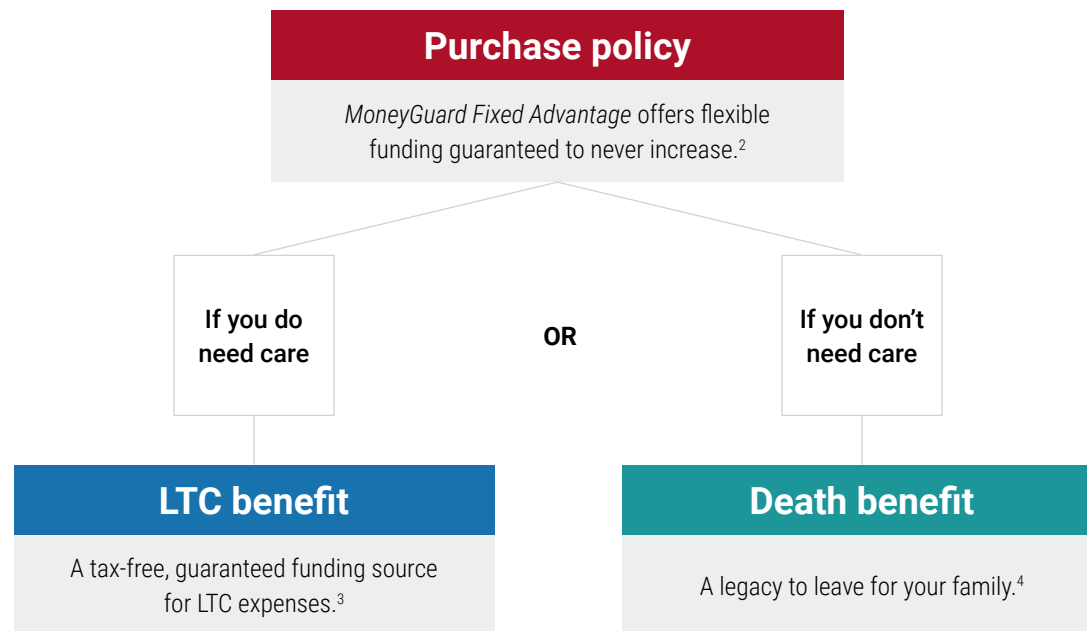 Purchase policy
MoneyGuard Fixed Advantage offers flexible
funding guaranteed to never increase.²
If you do
need care
OR
If you don’t
need care
LTC benefit
A tax-free, guaranteed funding source
for LTC expenses.³
Death benefit
A legacy to leave for your family.⁴